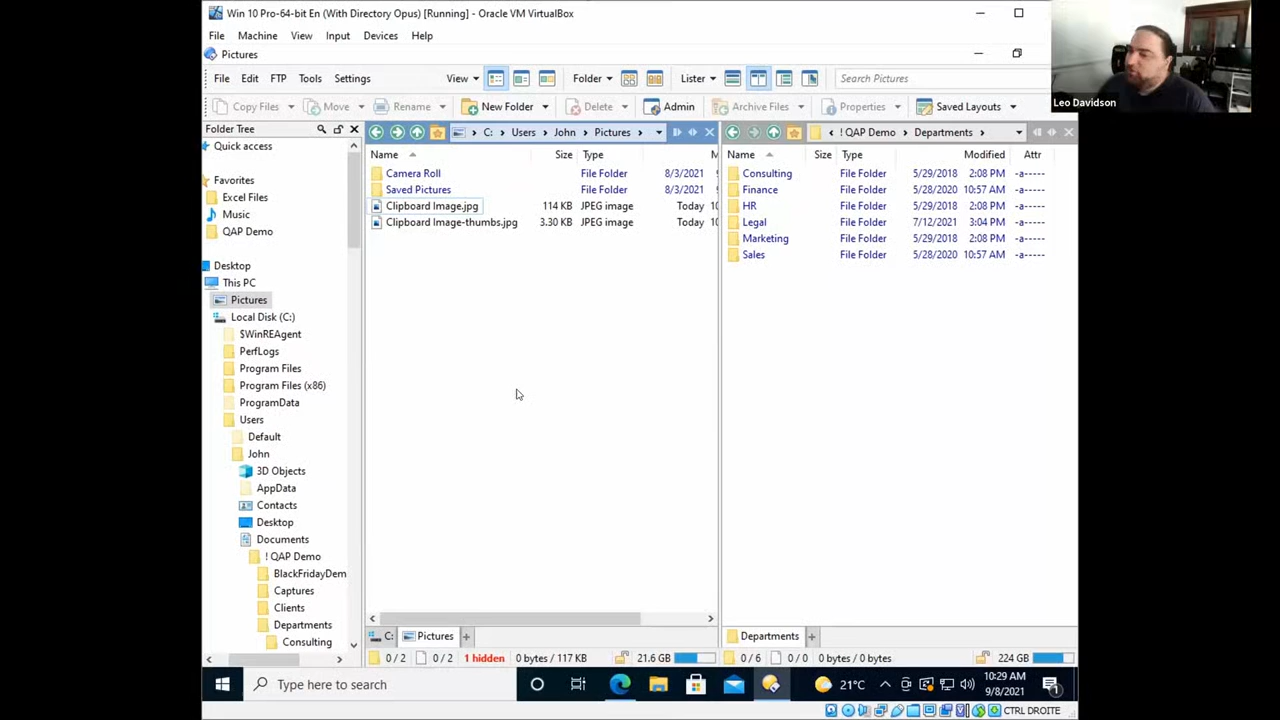 Win 10 Pro-64-bit En (With Directory Opus) [Running] - Oracle VM VirtualBox
File Machine View Input Devices Help
Pictures
File Edit FTP Tools Settings View Folder Lister Search Pictures
Copy Files Move Rename New Folder Delete Admin Archive Files Properties Saved Layouts
Leo Davidson
Folder Tree
Quick access
Favorites
Excel Files
Music
QAP Demo
Desktop
This PC
Pictures
Local Disk (C:)
$WinREAgent
PerfLogs
Program Files
Program Files (x86)
ProgramData
Users
Default
John
3D Objects
AppData
Contacts
Desktop
Documents
! QAP Demo
BlackFridayDem
Captures
Clients
Departments
Consulting
C: Users John Pictures
Name Size Type M
Camera Roll File Folder 8/3/2021
Saved Pictures File Folder 8/3/2021
Clipboard Image.jpg 114 KB JPEG image Today 10
Clipboard Image-thumbs.jpg 3.30 KB JPEG image Today 10
C: Pictures +
0 / 2 0 / 2 1 hidden 0 bytes / 117 KB 21.6 GB
! QAP Demo Departments
Name Size Type Modified Attr
Consulting File Folder 5/29/2018 2:08 PM -a-----
Finance File Folder 5/28/2020 10:57 AM -a-----
HR File Folder 5/29/2018 2:08 PM -a-----
Legal File Folder 7/12/2021 3:04 PM -a-----
Marketing File Folder 5/29/2018 2:08 PM -a-----
Sales File Folder 5/28/2020 10:57 AM -a-----
Departments +
0 / 6 0 / 0 0 bytes / 0 bytes 224 GB
Type here to search
21°C
10:29 AM
9/8/2021
1
CTRL DROITE